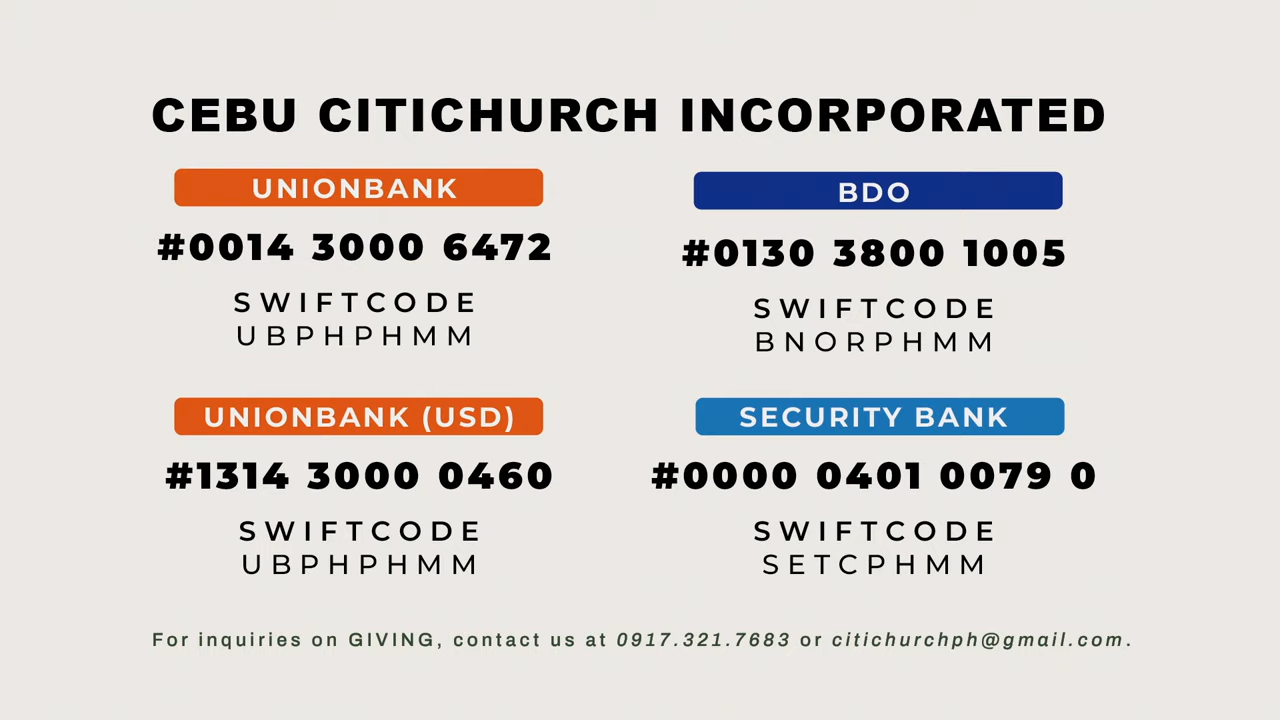 CEBU CITICHURCH INCORPORATED
UNIONBANK
#0014 3000 6472
SWIFTCODE
UBPHPHMM
BDO
#0130 3800 1005
SWIFTCODE
BNORPHMM
UNIONBANK (USD)
#1314 3000 0460
SWIFTCODE
UBPHPHMM
SECURITY BANK
#0000 0401 0079 0
SWIFTCODE
SETCPHMM
For inquiries on GIVING, contact us at 0917.321.7683 or citichurchph@gmail.com.